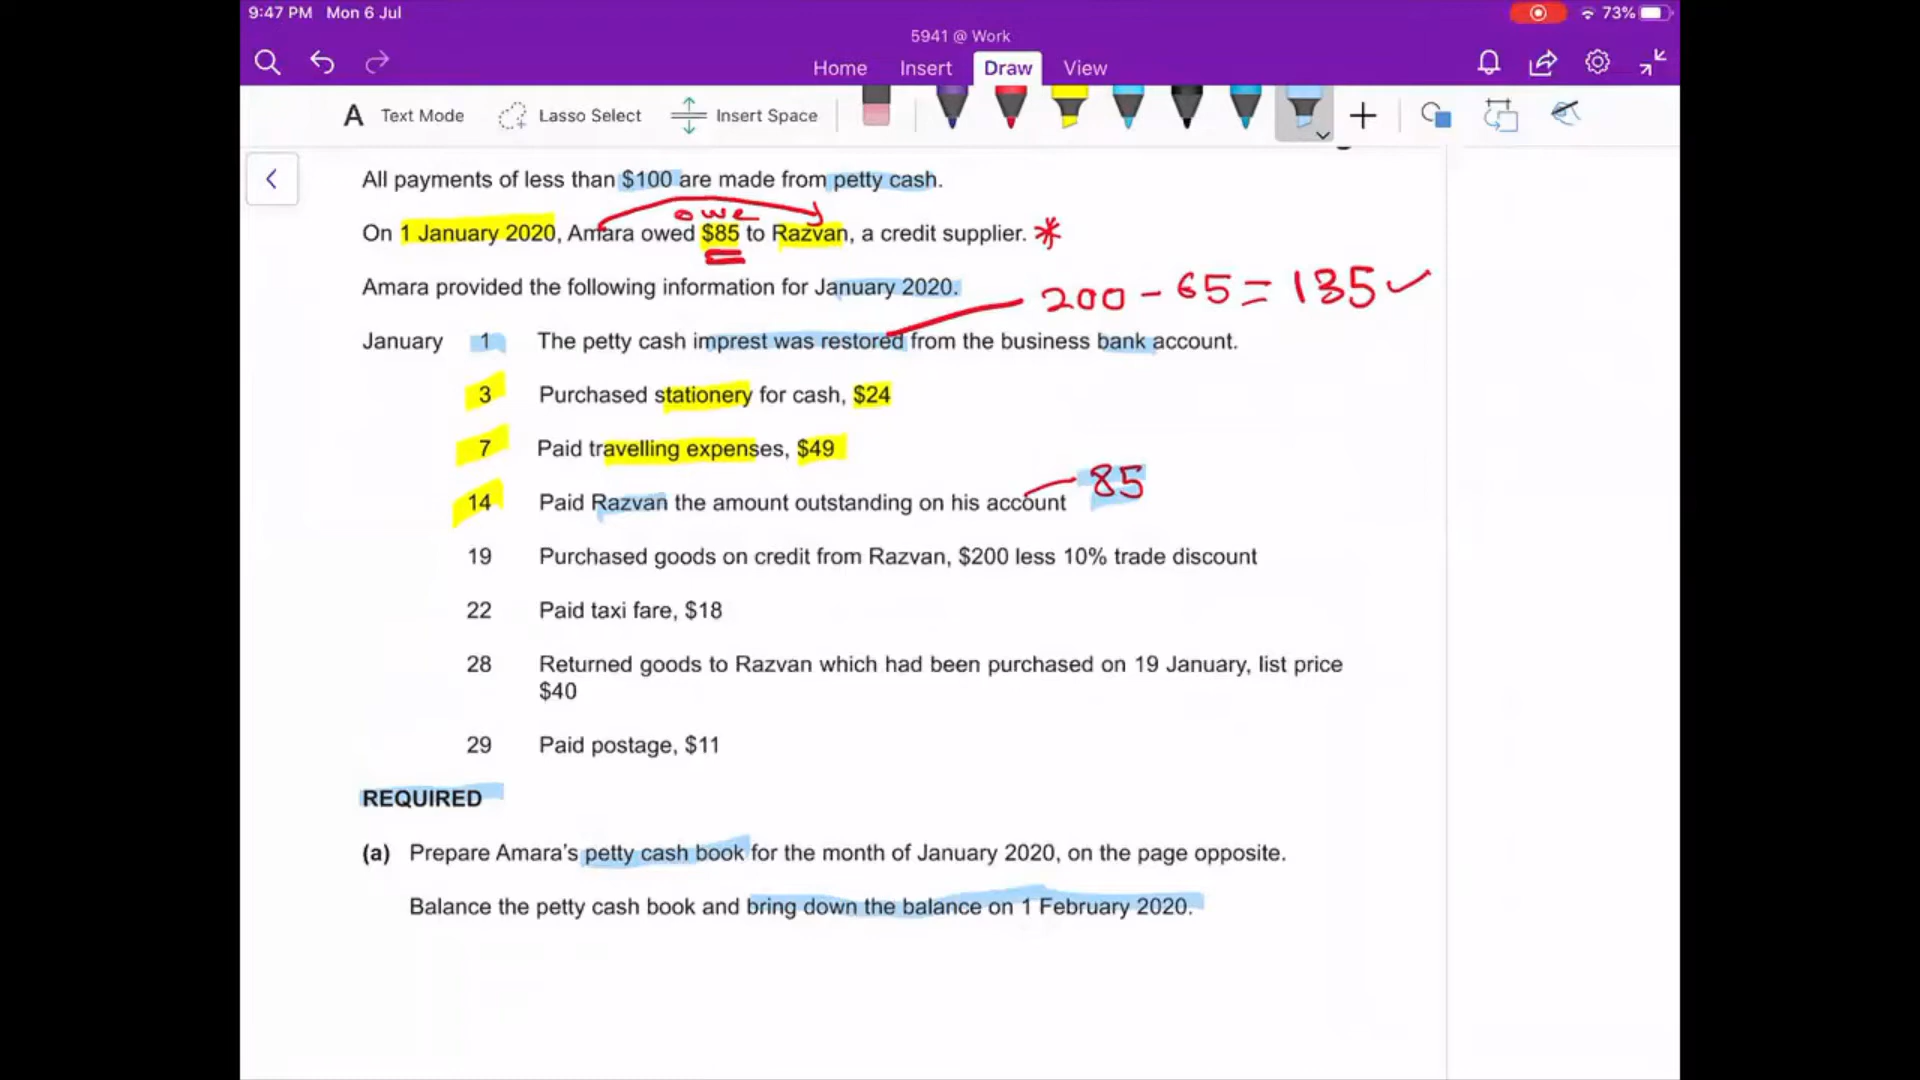 9:47 PM Mon 6 Jul
73%
5941 @ Work
Home Insert Draw View
A Text Mode Lasso Select Insert Space
All payments of less than $100 are made from petty cash.
owe
On 1 January 2020, Amara owed $85 to Razvan, a credit supplier. *
Amara provided the following information for January 2020.
200 - 65 = 135 ✓
January 1 The petty cash imprest was restored from the business bank account.
3 Purchased stationery for cash, $24
7 Paid travelling expenses, $49
85
14 Paid Razvan the amount outstanding on his account
19 Purchased goods on credit from Razvan, $200 less 10% trade discount
22 Paid taxi fare, $18
28 Returned goods to Razvan which had been purchased on 19 January, list price
$40
29 Paid postage, $11
REQUIRED
(a) Prepare Amara's petty cash book for the month of January 2020, on the page opposite.
Balance the petty cash book and bring down the balance on 1 February 2020.